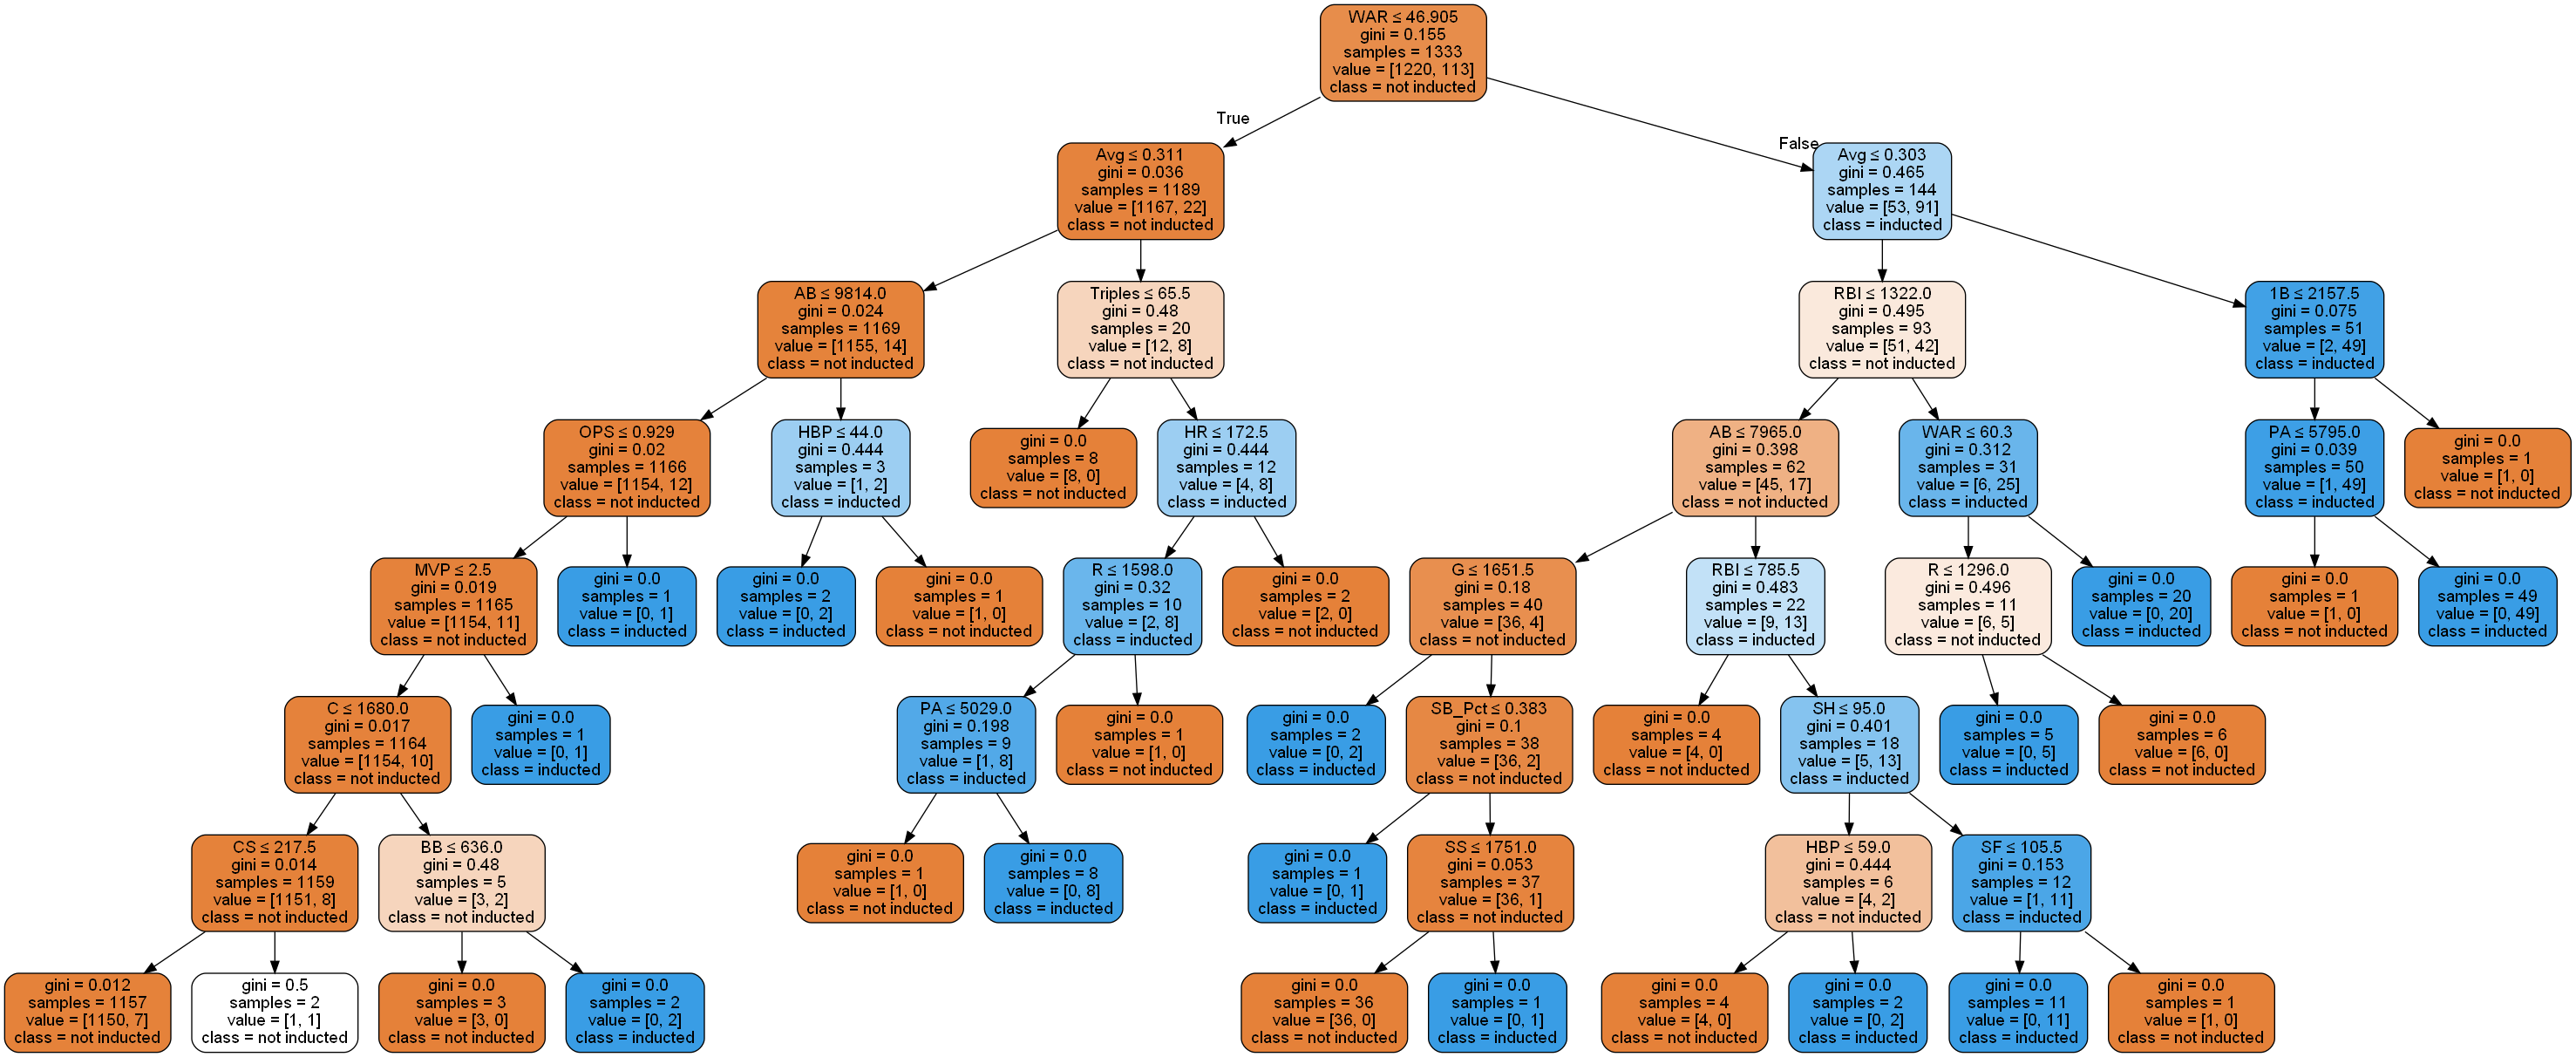 WAR ≤ 46.905
gini = 0.155
samples = 1333
value = [1220, 113]
class = not inducted
True
False
Avg ≤ 0.311
gini = 0.036
samples = 1189
value = [1167, 22]
class = not inducted
Avg ≤ 0.303
gini = 0.465
samples = 144
value = [53, 91]
class = inducted
AB ≤ 9814.0
gini = 0.024
samples = 1169
value = [1155, 14]
class = not inducted
Triples ≤ 65.5
gini = 0.48
samples = 20
value = [12, 8]
class = not inducted
RBI ≤ 1322.0
gini = 0.495
samples = 93
value = [51, 42]
class = not inducted
1B ≤ 2157.5
gini = 0.075
samples = 51
value = [2, 49]
class = inducted
OPS ≤ 0.929
gini = 0.02
samples = 1166
value = [1154, 12]
class = not inducted
HBP ≤ 44.0
gini = 0.444
samples = 3
value = [1, 2]
class = inducted
gini = 0.0
samples = 8
value = [8, 0]
class = not inducted
HR ≤ 172.5
gini = 0.444
samples = 12
value = [4, 8]
class = inducted
AB ≤ 7965.0
gini = 0.398
samples = 62
value = [45, 17]
class = not inducted
WAR ≤ 60.3
gini = 0.312
samples = 31
value = [6, 25]
class = inducted
PA ≤ 5795.0
gini = 0.039
samples = 50
value = [1, 49]
class = inducted
gini = 0.0
samples = 1
value = [1, 0]
class = not inducted
MVP ≤ 2.5
gini = 0.019
samples = 1165
value = [1154, 11]
class = not inducted
gini = 0.0
samples = 1
value = [0, 1]
class = inducted
gini = 0.0
samples = 2
value = [0, 2]
class = inducted
gini = 0.0
samples = 1
value = [1, 0]
class = not inducted
R ≤ 1598.0
gini = 0.32
samples = 10
value = [2, 8]
class = inducted
gini = 0.0
samples = 2
value = [2, 0]
class = not inducted
G ≤ 1651.5
gini = 0.18
samples = 40
value = [36, 4]
class = not inducted
RBI ≤ 785.5
gini = 0.483
samples = 22
value = [9, 13]
class = inducted
R ≤ 1296.0
gini = 0.496
samples = 11
value = [6, 5]
class = not inducted
gini = 0.0
samples = 20
value = [0, 20]
class = inducted
gini = 0.0
samples = 1
value = [1, 0]
class = not inducted
gini = 0.0
samples = 49
value = [0, 49]
class = inducted
C ≤ 1680.0
gini = 0.017
samples = 1164
value = [1154, 10]
class = not inducted
gini = 0.0
samples = 1
value = [0, 1]
class = inducted
PA ≤ 5029.0
gini = 0.198
samples = 9
value = [1, 8]
class = inducted
gini = 0.0
samples = 1
value = [1, 0]
class = not inducted
gini = 0.0
samples = 2
value = [0, 2]
class = inducted
SB_Pct ≤ 0.383
gini = 0.1
samples = 38
value = [36, 2]
class = not inducted
gini = 0.0
samples = 4
value = [4, 0]
class = not inducted
SH ≤ 95.0
gini = 0.401
samples = 18
value = [5, 13]
class = inducted
gini = 0.0
samples = 5
value = [0, 5]
class = inducted
gini = 0.0
samples = 6
value = [6, 0]
class = not inducted
CS ≤ 217.5
gini = 0.014
samples = 1159
value = [1151, 8]
class = not inducted
BB ≤ 636.0
gini = 0.48
samples = 5
value = [3, 2]
class = not inducted
gini = 0.0
samples = 1
value = [1, 0]
class = not inducted
gini = 0.0
samples = 8
value = [0, 8]
class = inducted
gini = 0.0
samples = 1
value = [0, 1]
class = inducted
SS ≤ 1751.0
gini = 0.053
samples = 37
value = [36, 1]
class = not inducted
HBP ≤ 59.0
gini = 0.444
samples = 6
value = [4, 2]
class = not inducted
SF ≤ 105.5
gini = 0.153
samples = 12
value = [1, 11]
class = inducted
gini = 0.012
samples = 1157
value = [1150, 7]
class = not inducted
gini = 0.5
samples = 2
value = [1, 1]
class = not inducted
gini = 0.0
samples = 3
value = [3, 0]
class = not inducted
gini = 0.0
samples = 2
value = [0, 2]
class = inducted
gini = 0.0
samples = 36
value = [36, 0]
class = not inducted
gini = 0.0
samples = 1
value = [0, 1]
class = inducted
gini = 0.0
samples = 4
value = [4, 0]
class = not inducted
gini = 0.0
samples = 2
value = [0, 2]
class = inducted
gini = 0.0
samples = 11
value = [0, 11]
class = inducted
gini = 0.0
samples = 1
value = [1, 0]
class = not inducted